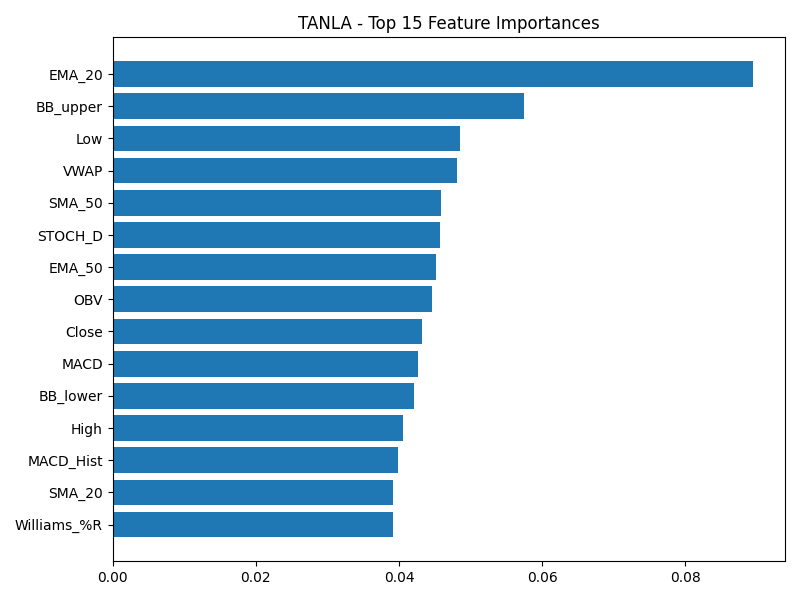 TANLA - Top 15 Feature Importances
EMA_20
BB_upper
Low
VWAP
SMA_50
STOCH_D
EMA_50
OBV
Close
MACD
BB_lower
High
MACD_Hist
SMA_20
Williams_%R
0.00 0.02 0.04 0.06 0.08